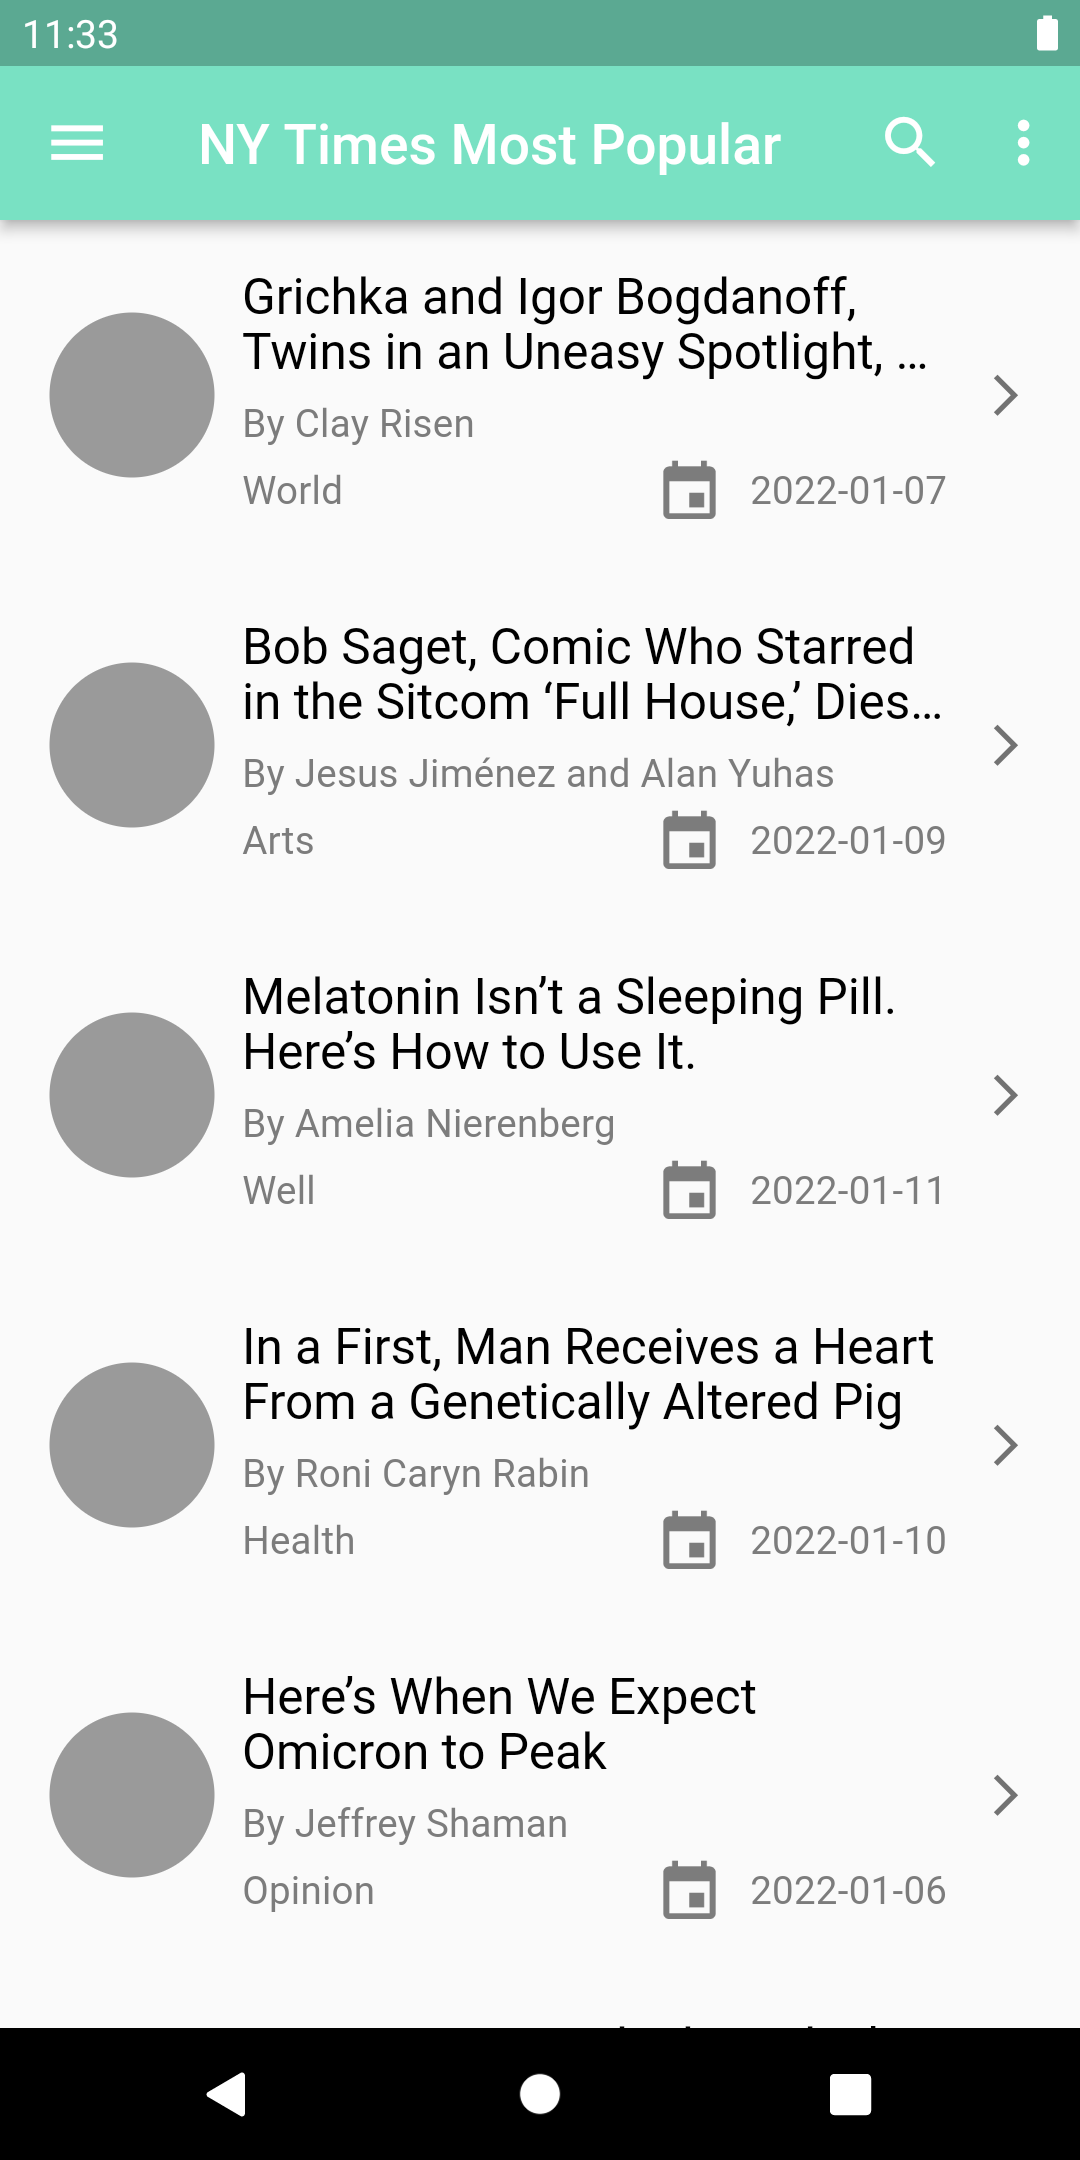 11:33
NY Times Most Popular
Grichka and Igor Bogdanoff,
Twins in an Uneasy Spotlight, …
By Clay Risen
World 2022-01-07
Bob Saget, Comic Who Starred
in the Sitcom ‘Full House,’ Dies…
By Jesus Jiménez and Alan Yuhas
Arts 2022-01-09
Melatonin Isn’t a Sleeping Pill.
Here’s How to Use It.
By Amelia Nierenberg
Well 2022-01-11
In a First, Man Receives a Heart
From a Genetically Altered Pig
By Roni Caryn Rabin
Health 2022-01-10
Here’s When We Expect
Omicron to Peak
By Jeffrey Shaman
Opinion 2022-01-06